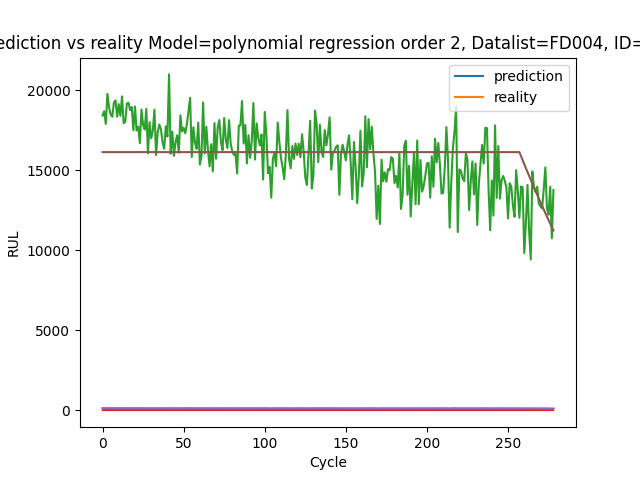 ediction vs reality Model=polynomial regression order 2, Datalist=FD004, ID=
prediction
reality
20000
15000
10000
5000
0
RUL
0 50 100 150 200 250
Cycle